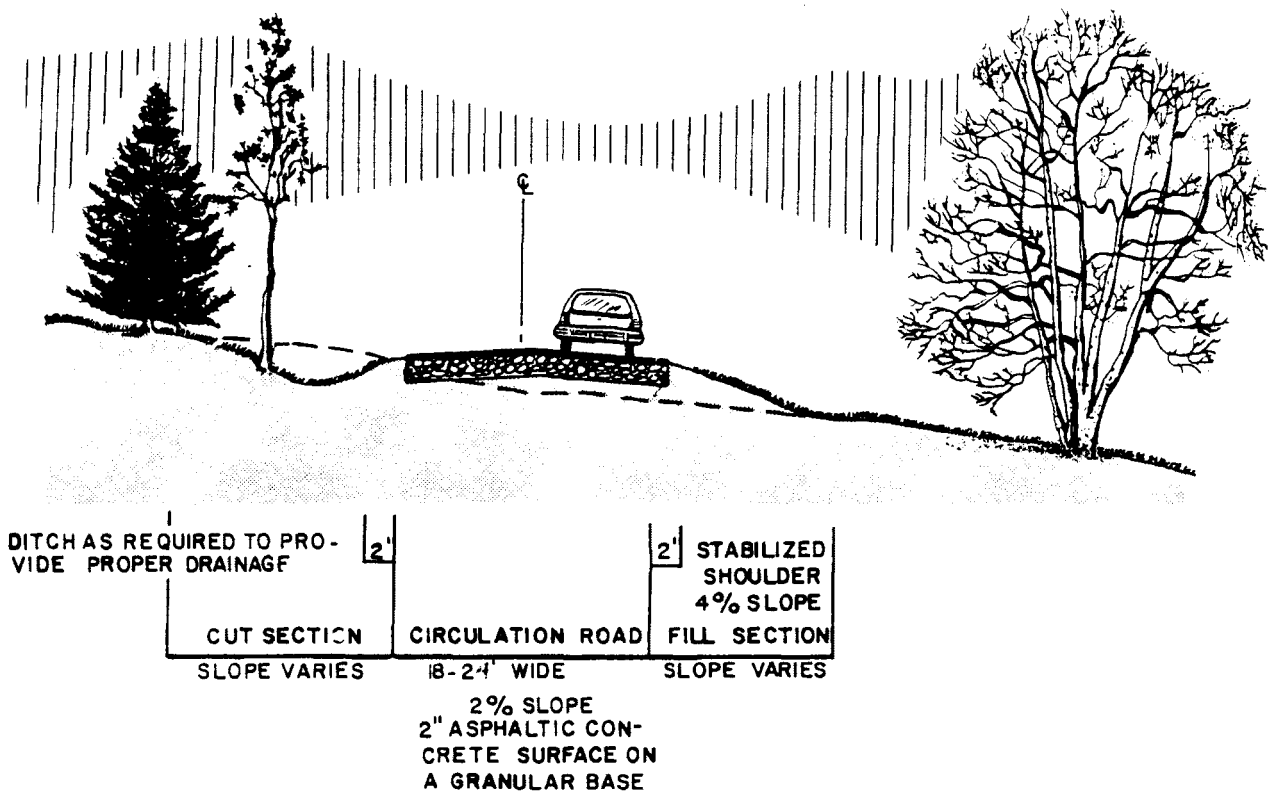 ℄
DITCH AS REQUIRED TO PRO-
VIDE PROPER DRAINAGE
2'
2'
STABILIZED
SHOULDER
4% SLOPE
CUT SECTION
CIRCULATION ROAD
FILL SECTION
SLOPE VARIES
18-24' WIDE
SLOPE VARIES
2% SLOPE
2" ASPHALTIC CON-
CRETE SURFACE ON
A GRANULAR BASE